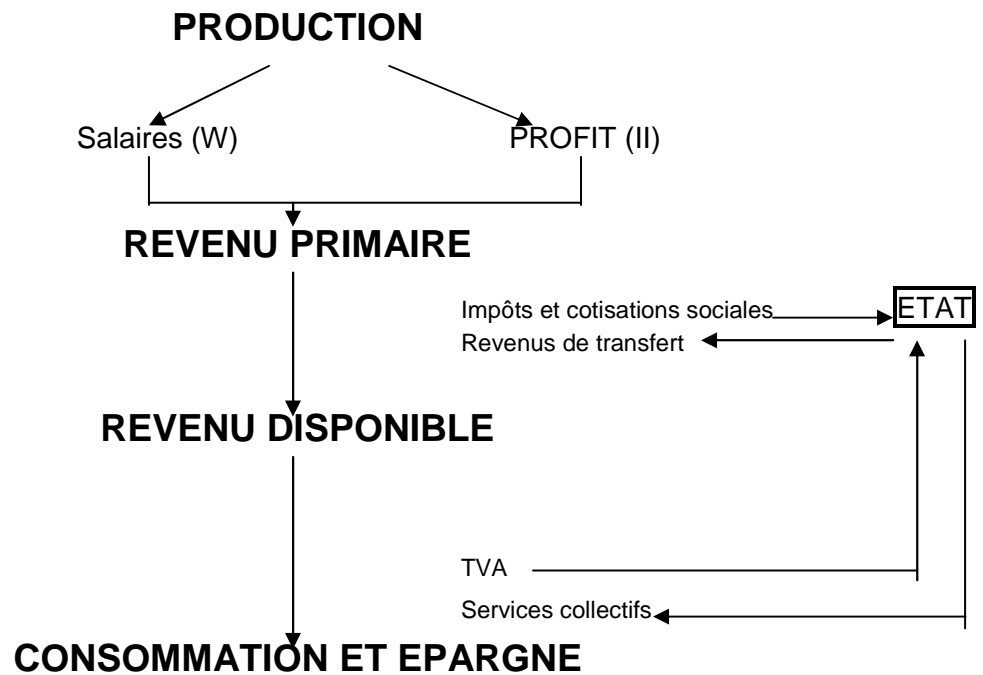 PRODUCTION
Salaires (W)
PROFIT (II)
REVENU PRIMAIRE
Impôts et cotisations sociales
ETAT
Revenus de transfert
REVENU DISPONIBLE
TVA
Services collectifs
CONSOMMATION ET EPARGNE